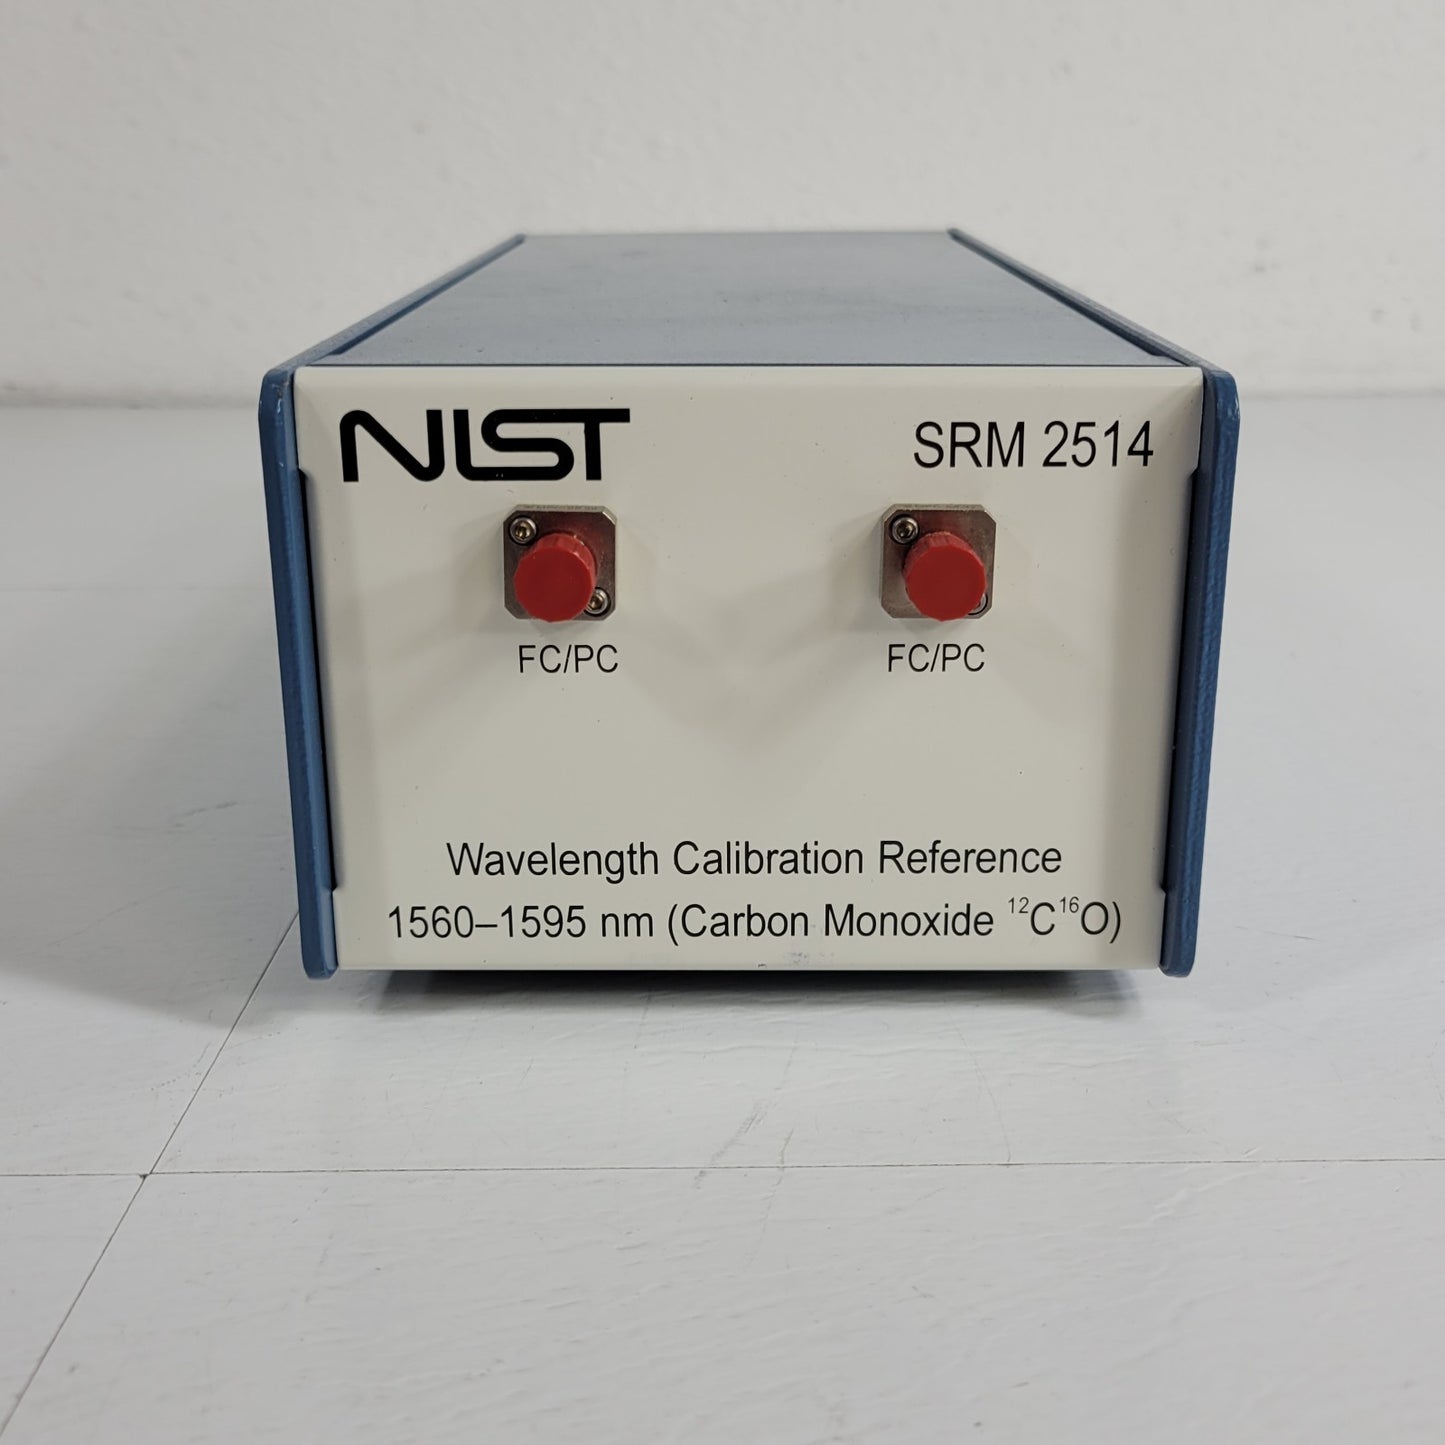 NIST SRM 2514
FC/PC FC/PC
Wavelength Calibration Reference
1560–1595 nm (Carbon Monoxide ¹²C¹⁶O)